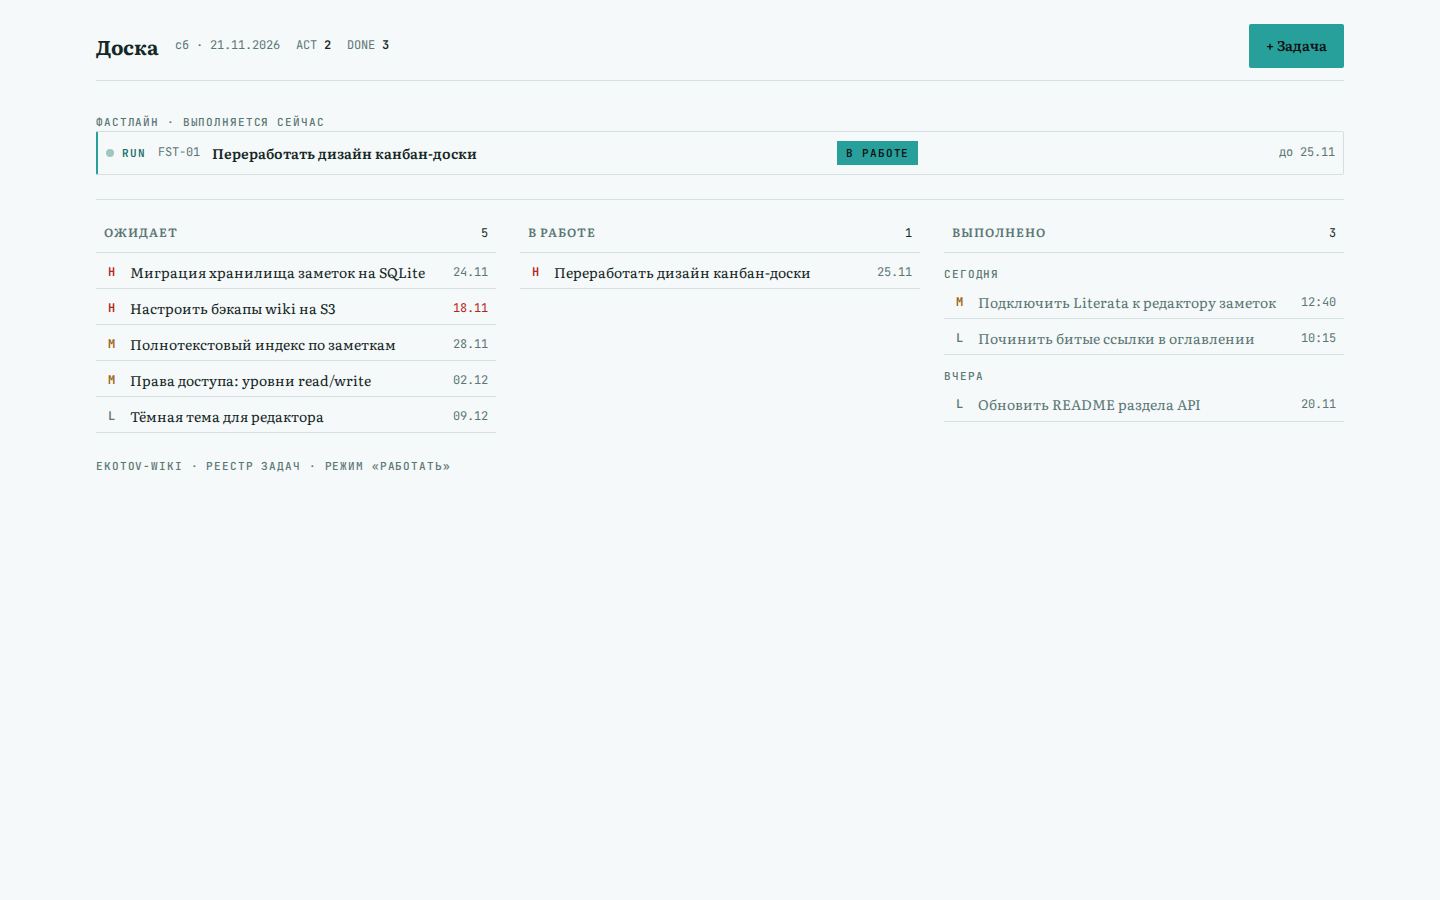 Доска сб · 21.11.2026 ACT 2 DONE 3 + Задача
ФАСТЛАЙН · ВЫПОЛНЯЕТСЯ СЕЙЧАС
RUN FST-01 Переработать дизайн канбан-доски В РАБОТЕ до 25.11
ОЖИДАЕТ 5
H Миграция хранилища заметок на SQLite 24.11
H Настроить бэкапы wiki на S3 18.11
M Полнотекстовый индекс по заметкам 28.11
M Права доступа: уровни read/write 02.12
L Тёмная тема для редактора 09.12
В РАБОТЕ 1
H Переработать дизайн канбан-доски 25.11
ВЫПОЛНЕНО 3
СЕГОДНЯ
M Подключить Literata к редактору заметок 12:40
L Починить битые ссылки в оглавлении 10:15
ВЧЕРА
L Обновить README раздела API 20.11
EKOTOV-WIKI · РЕЕСТР ЗАДАЧ · РЕЖИМ «РАБОТАТЬ»